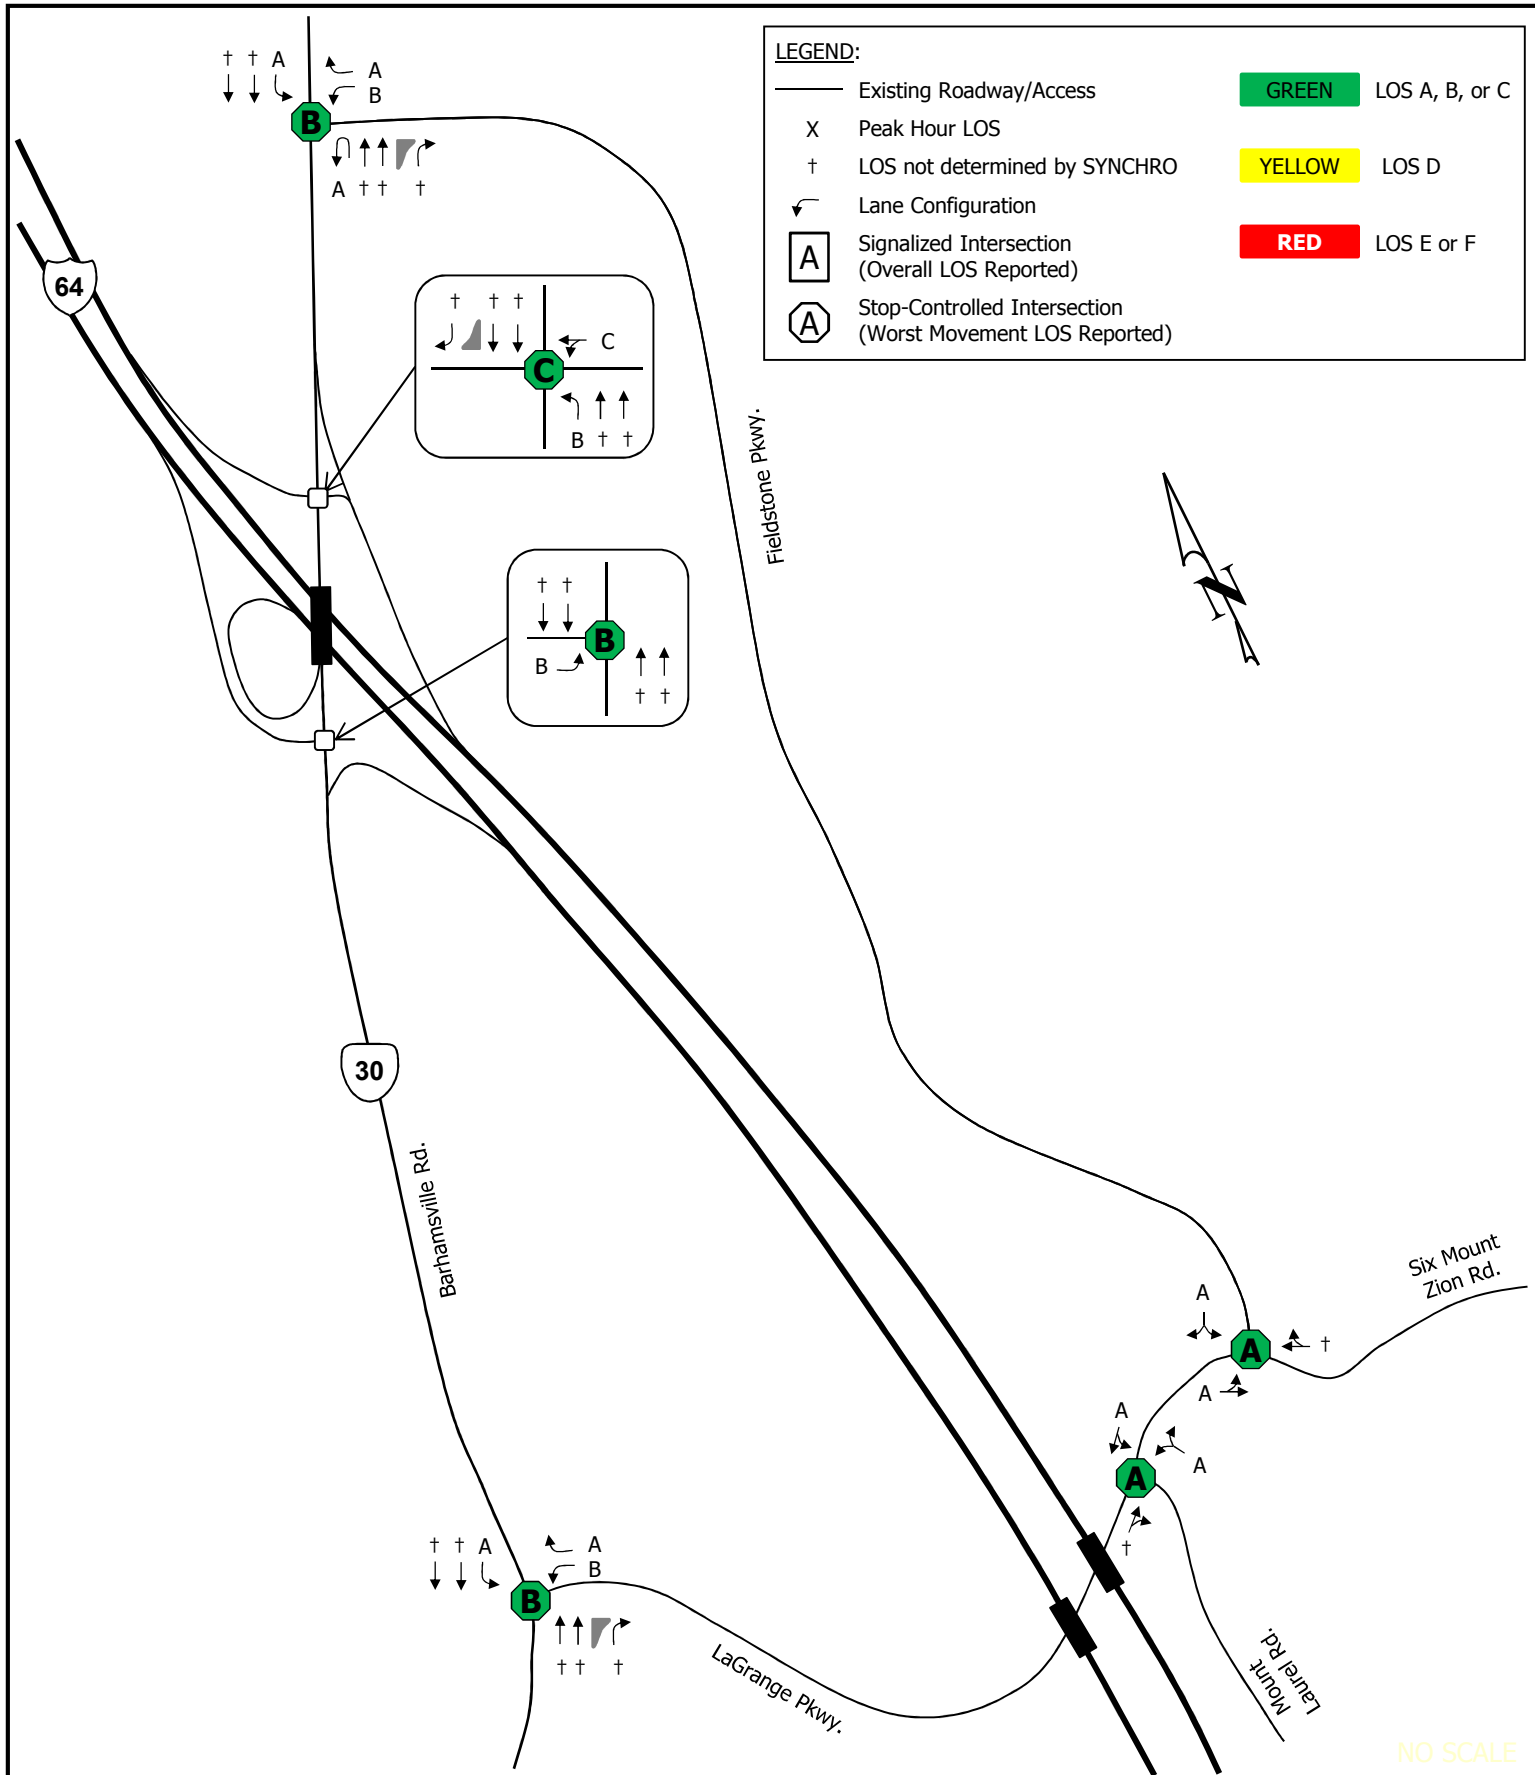 LEGEND:
Existing Roadway/Access
GREEN LOS A, B, or C
X Peak Hour LOS
† LOS not determined by SYNCHRO
YELLOW LOS D
Lane Configuration
A Signalized Intersection
(Overall LOS Reported)
RED LOS E or F
A Stop-Controlled Intersection
(Worst Movement LOS Reported)
† † A
A
B
B
A † † †
64
† † †
C
C
B † †
† †
B
B
† †
Fieldstone Pkwy.
N
30
Barhamsville Rd.
Six Mount
Zion Rd.
A
A
†
A
A
A
A
†
† † A
A
B
B
† † †
LaGrange Pkwy.
Mount
Laurel Rd.
NO SCALE